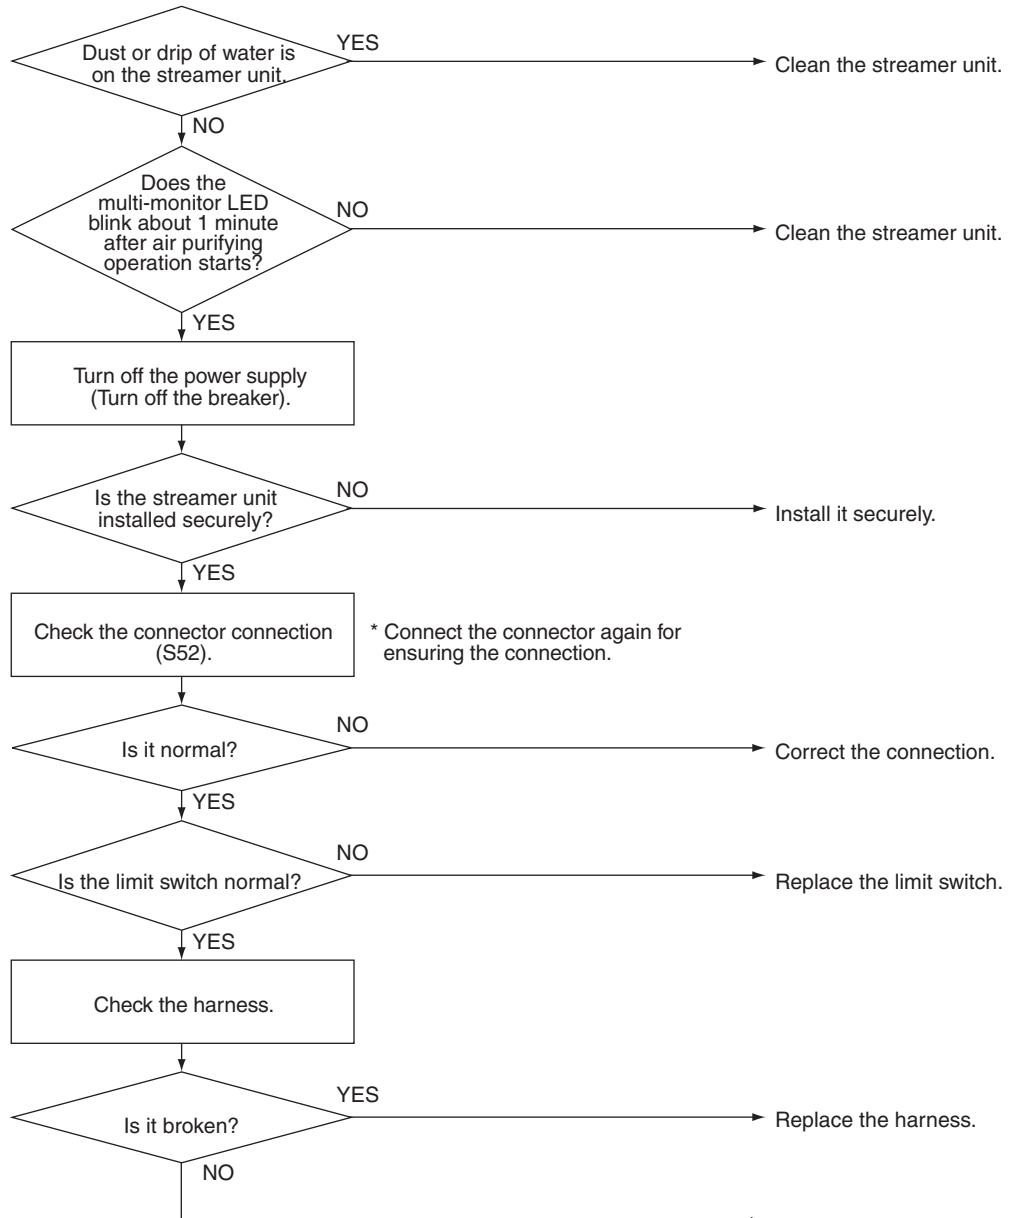 Dust or drip of water is
on the streamer unit.
YES
Clean the streamer unit.
NO
Does the
multi-monitor LED
blink about 1 minute
after air purifying
operation starts?
NO
Clean the streamer unit.
YES
Turn off the power supply
(Turn off the breaker).
Is the streamer unit
installed securely?
NO
Install it securely.
YES
Check the connector connection
(S52).
* Connect the connector again for
ensuring the connection.
Is it normal?
NO
Correct the connection.
YES
Is the limit switch normal?
NO
Replace the limit switch.
YES
Check the harness.
Is it broken?
YES
Replace the harness.
NO